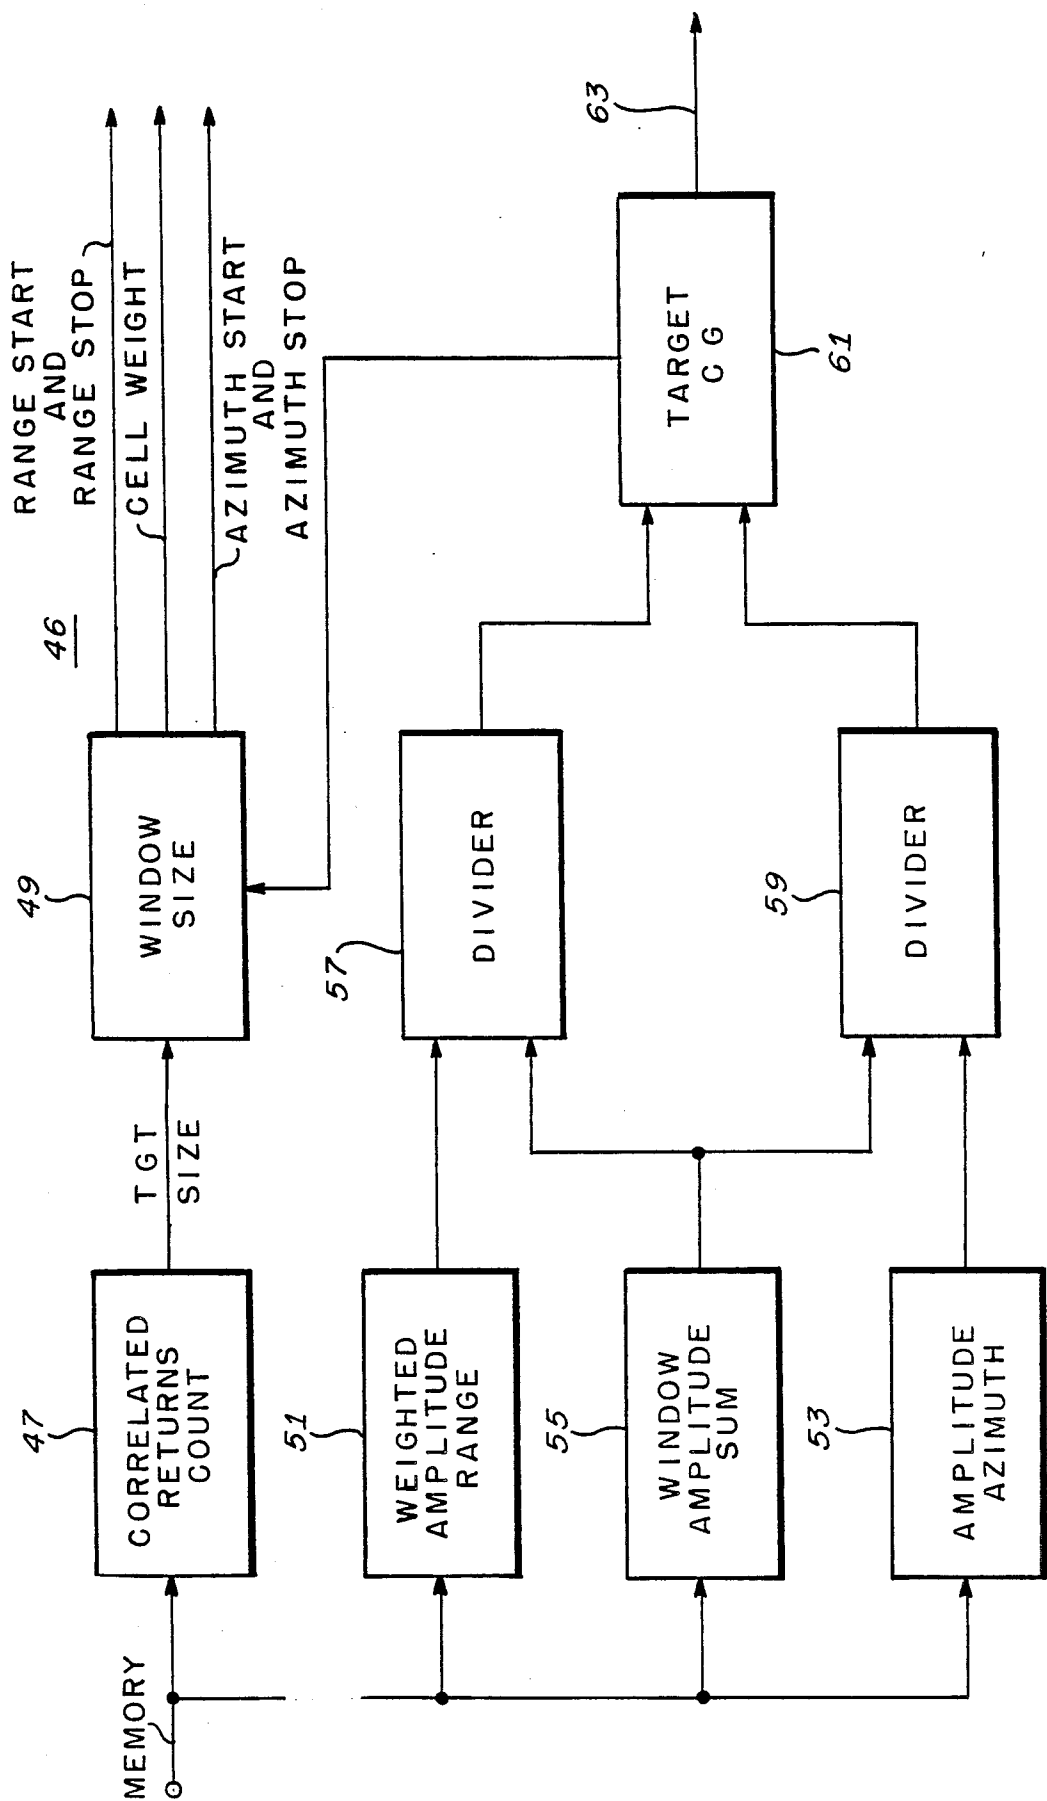 46
RANGE START
AND
RANGE STOP
CELL WEIGHT
AZIMUTH START
AND
AZIMUTH STOP
MEMORY
47
CORRELATED
RETURNS
COUNT
TGT
SIZE
49
WINDOW
SIZE
51
WEIGHTED
AMPLITUDE
RANGE
57
DIVIDER
55
WINDOW
AMPLITUDE
SUM
TARGET
CG
61
63
53
AMPLITUDE
AZIMUTH
59
DIVIDER